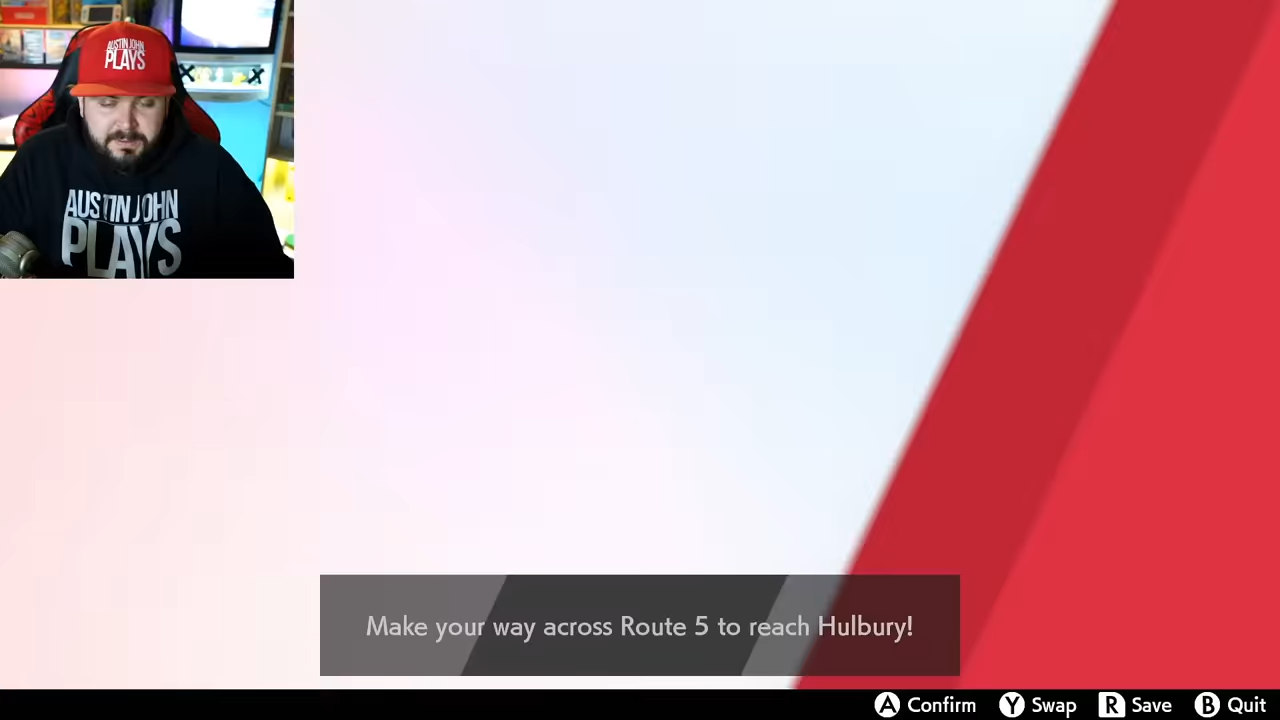 AUSTIN JOHN
PLAYS
AUSTIN JOHN
PLAYS
Make your way across Route 5 to reach Hulbury!
A Confirm Y Swap R Save B Quit